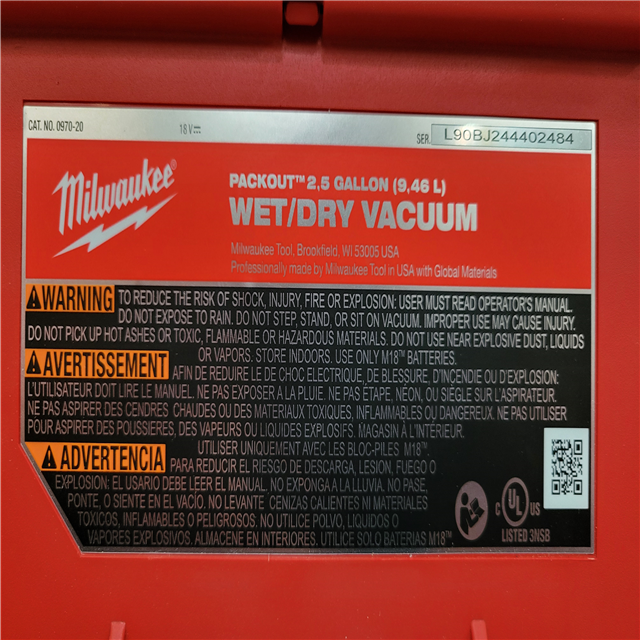 CAT. NO. 0970-20
18 V⎓
SER. L90BJ244402484
Milwaukee®
PACKOUT™ 2,5 GALLON (9,46 L)
WET/DRY VACUUM
Milwaukee Tool, Brookfield, WI 53005 USA
Professionally made by Milwaukee Tool in USA with Global Materials
WARNING TO REDUCE THE RISK OF SHOCK, INJURY, FIRE OR EXPLOSION: USER MUST READ OPERATOR'S MANUAL.
DO NOT EXPOSE TO RAIN. DO NOT STEP, STAND, OR SIT ON VACUUM. IMPROPER USE MAY CAUSE INJURY.
DO NOT PICK UP HOT ASHES OR TOXIC, FLAMMABLE OR HAZARDOUS MATERIALS. DO NOT USE NEAR EXPLOSIVE DUST, LIQUIDS
OR VAPORS. STORE INDOORS. USE ONLY M18™ BATTERIES.
AVERTISSEMENT AFIN DE RÉDUIRE LE DE CHOC ELECTRIQUE, DE BLESSURE, D'INCENDIE OU D'EXPLOSION:
L'UTILISATEUR DOIT LIRE LE MANUEL. NE PAS EXPOSER A LA PLUIE. NE PAS ETAPE, NEON, OU SIEGLE SUR L'ASPIRATEUR.
NE PAS ASPIRER DES CENDRES CHAUDES OU DES MATERIAUX TOXIQUES, INFLAMMABLES OU DANGEREUX. NE PAS UTILISER
POUR ASPIRER DES POUSSIERES, DES VAPEURS OU LIQUIDES EXPLOSIFS. MAGASIN À L'INTÉRIEUR.
UTILISER UNIQUEMENT AVEC LES BLOC-PILES M18™.
ADVERTENCIA PARA REDUCIR EL RIESGO DE DESCARGA, LESION, FUEGO O
EXPLOSION: EL USARIO DEBE LEER EL MANUAL. NO EXPONGA A LA LLUVIA. NO PASE,
PONTE, O SIENTE EN EL VACÍO. NO LEVANTE CENIZAS CALIENTES NI MATERIALES
TOXICOS, INFLAMABLES O PELIGROSOS. NO UTILICE POLVO, LIQUIDOS O
VAPORES EXPLOSIVO. ALMACENE EN INTERIORES. UTILICE SOLO BATERIAS M18™.
C UL US
LISTED 3NSB